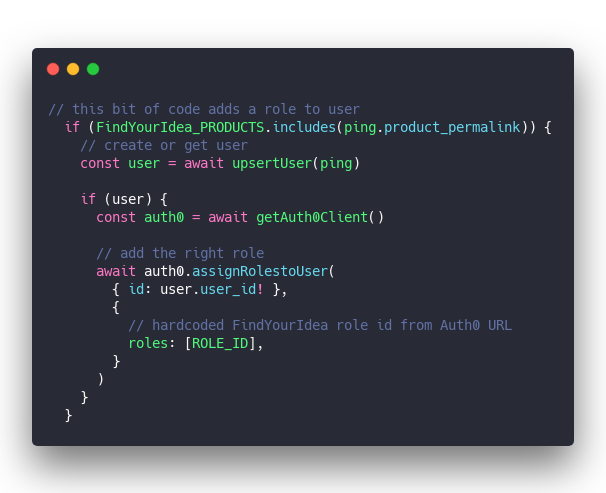 // this bit of code adds a role to user
if (FindYourIdea_PRODUCTS.includes(ping.product_permalink)) {
// create or get user
const user = await upsertUser(ping)
if (user) {
const auth0 = await getAuth0Client()
// add the right role
await auth0.assignRolestoUser(
{ id: user.user_id! },
{
// hardcoded FindYourIdea role id from Auth0 URL
roles: [ROLE_ID],
}
)
}
}